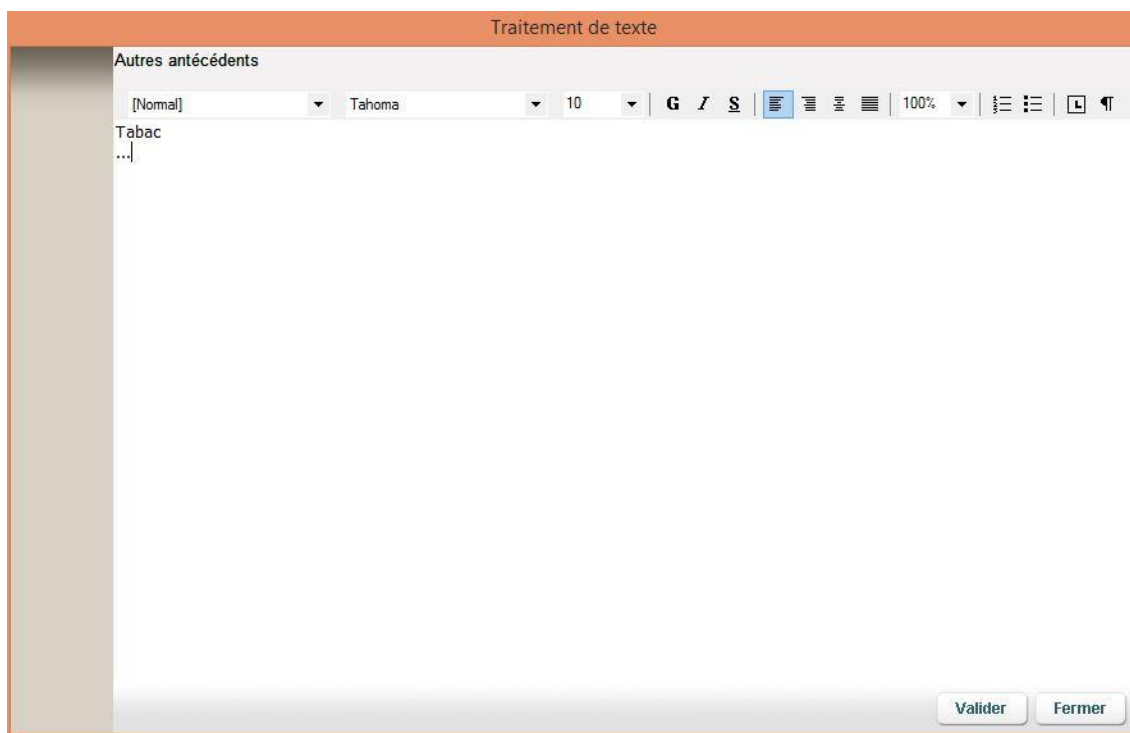 Traitement de texte
Autres antécédents
[Normal] Tahoma 10 G I S 100% L ¶
Tabac
...
Valider Fermer